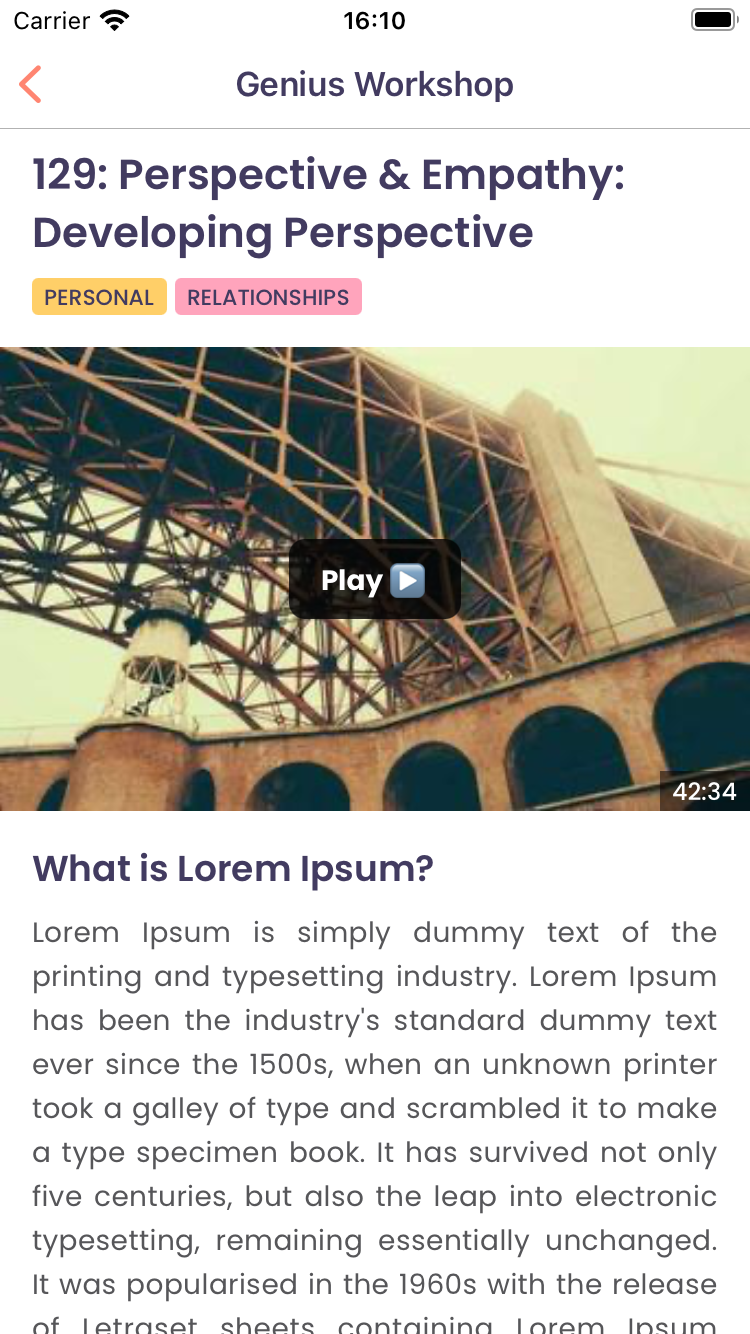 Carrier 16:10
Genius Workshop
129: Perspective & Empathy:
Developing Perspective
PERSONAL RELATIONSHIPS
Play
42:34
What is Lorem Ipsum?
Lorem Ipsum is simply dummy text of the
printing and typesetting industry. Lorem Ipsum
has been the industry's standard dummy text
ever since the 1500s, when an unknown printer
took a galley of type and scrambled it to make
a type specimen book. It has survived not only
five centuries, but also the leap into electronic
typesetting, remaining essentially unchanged.
It was popularised in the 1960s with the release
of Letraset sheets containing Lorem Ipsum